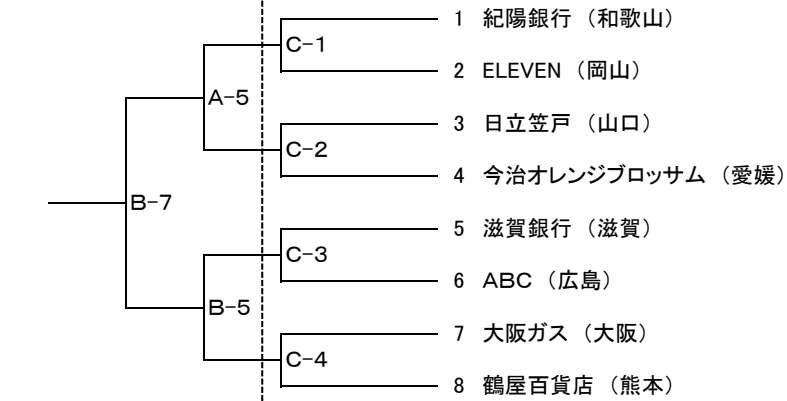 1 紀陽銀行（和歌山）
C-1
2 ELEVEN（岡山）
A-5
3 日立笠戸（山口）
C-2
4 今治オレンジブロッサム（愛媛）
B-7
5 滋賀銀行（滋賀）
C-3
6 ABC（広島）
B-5
7 大阪ガス（大阪）
C-4
8 鶴屋百貨店（熊本）